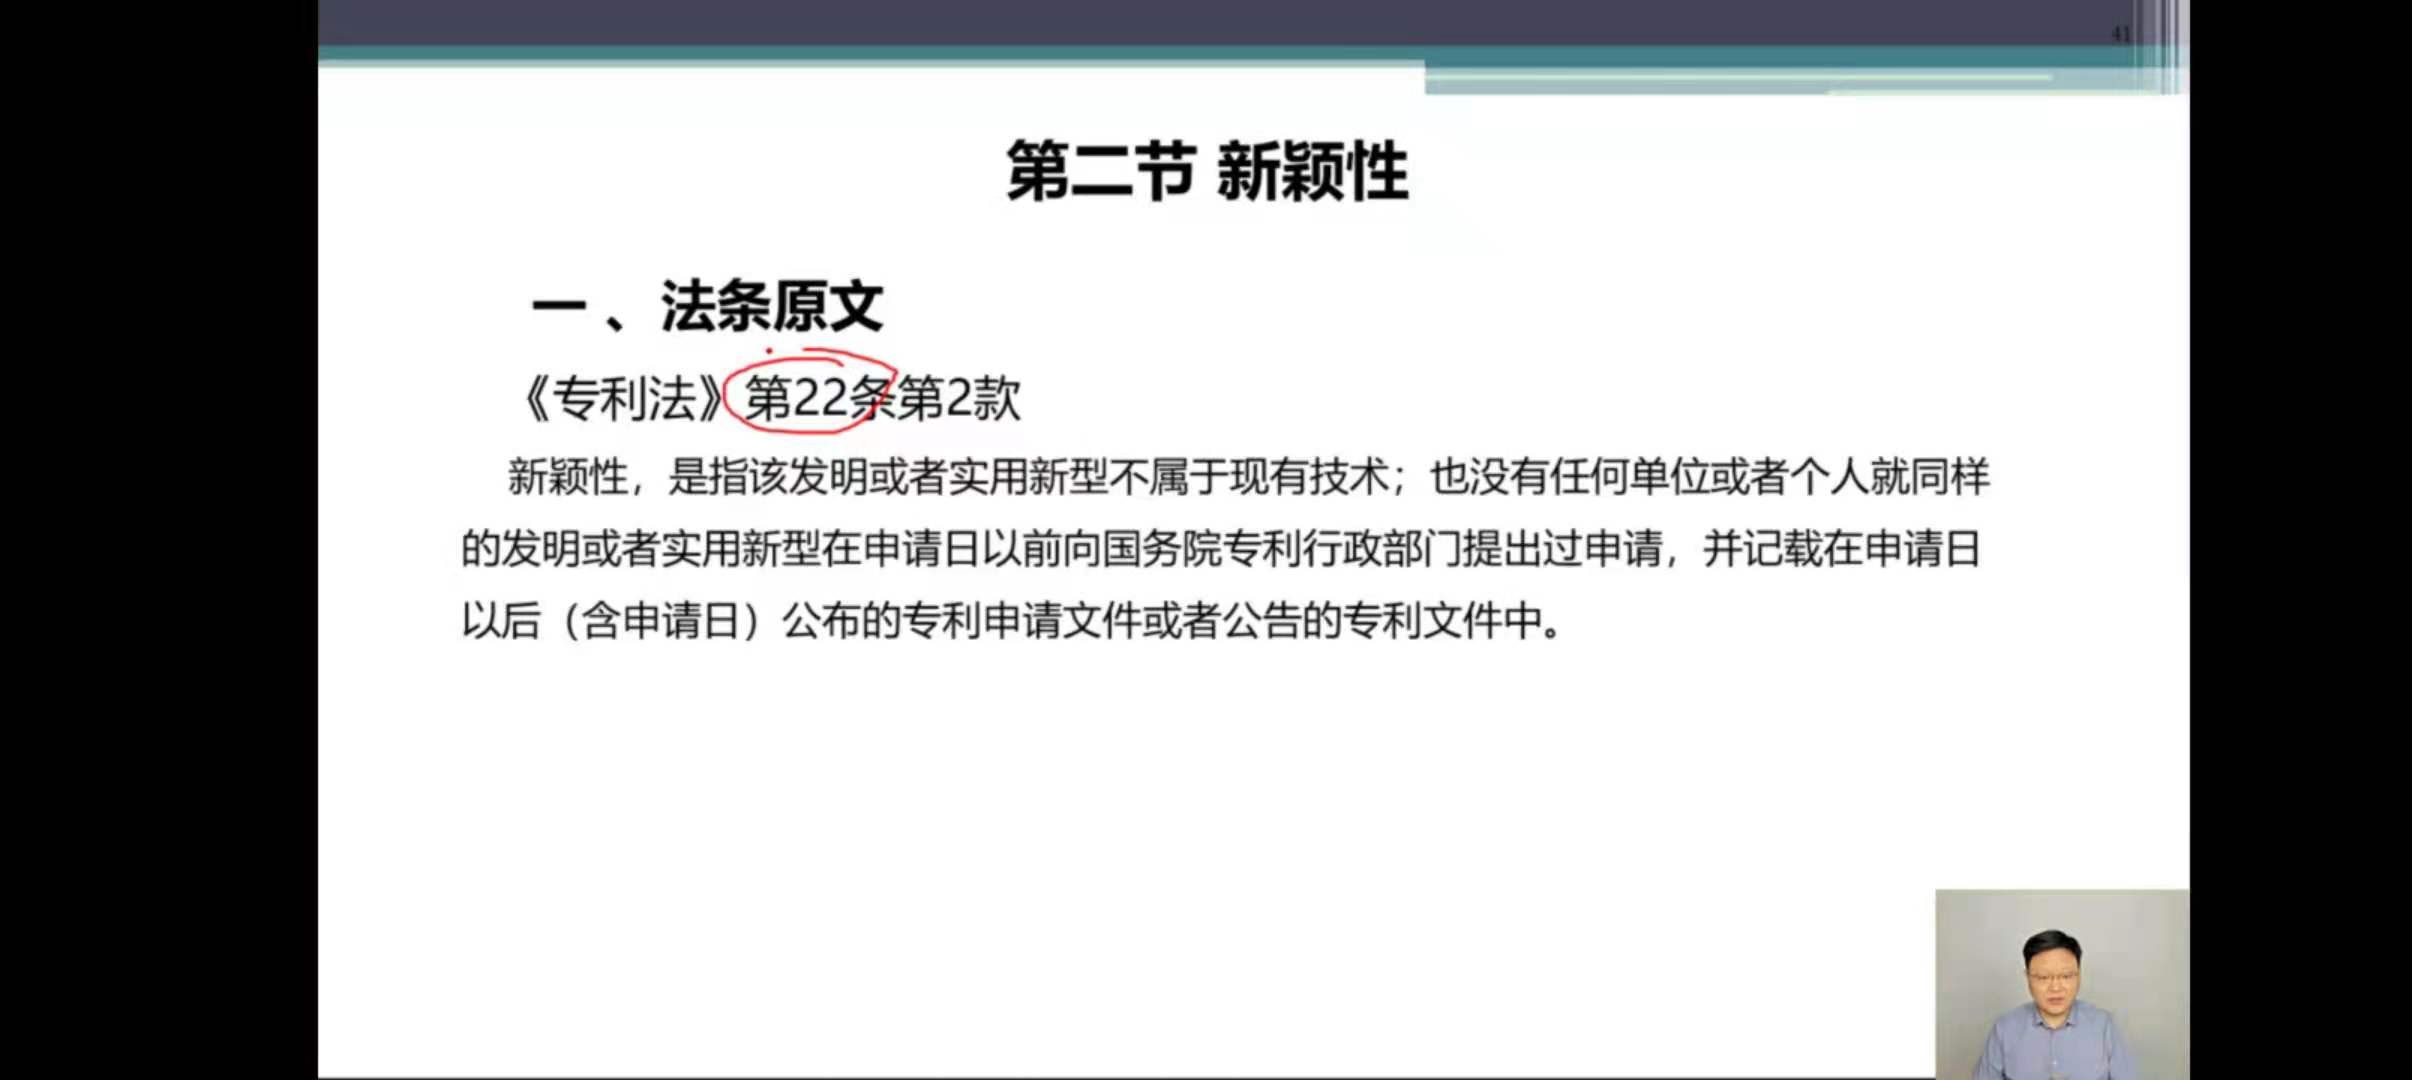 41
第二节 新颖性
一 、法条原文
《专利法》第22条第2款
新颖性，是指该发明或者实用新型不属于现有技术；也没有任何单位或者个人就同样
的发明或者实用新型在申请日以前向国务院专利行政部门提出过申请，并记载在申请日
以后（含申请日）公布的专利申请文件或者公告的专利文件中。